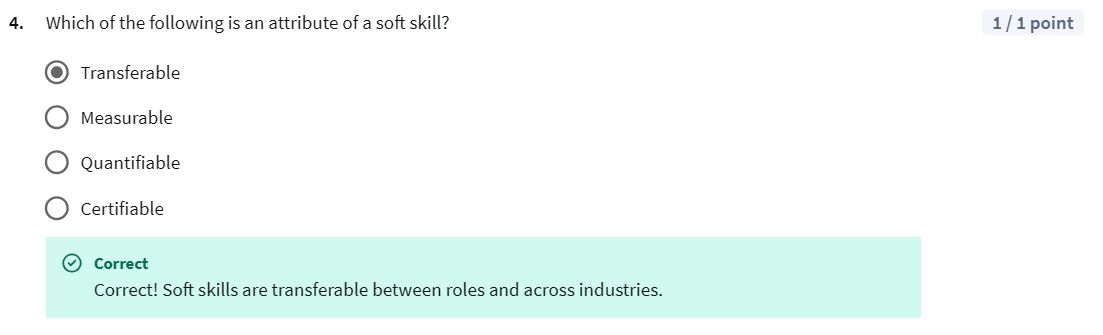 4. Which of the following is an attribute of a soft skill?
1 / 1 point
Transferable
Measurable
Quantifiable
Certifiable
Correct
Correct! Soft skills are transferable between roles and across industries.